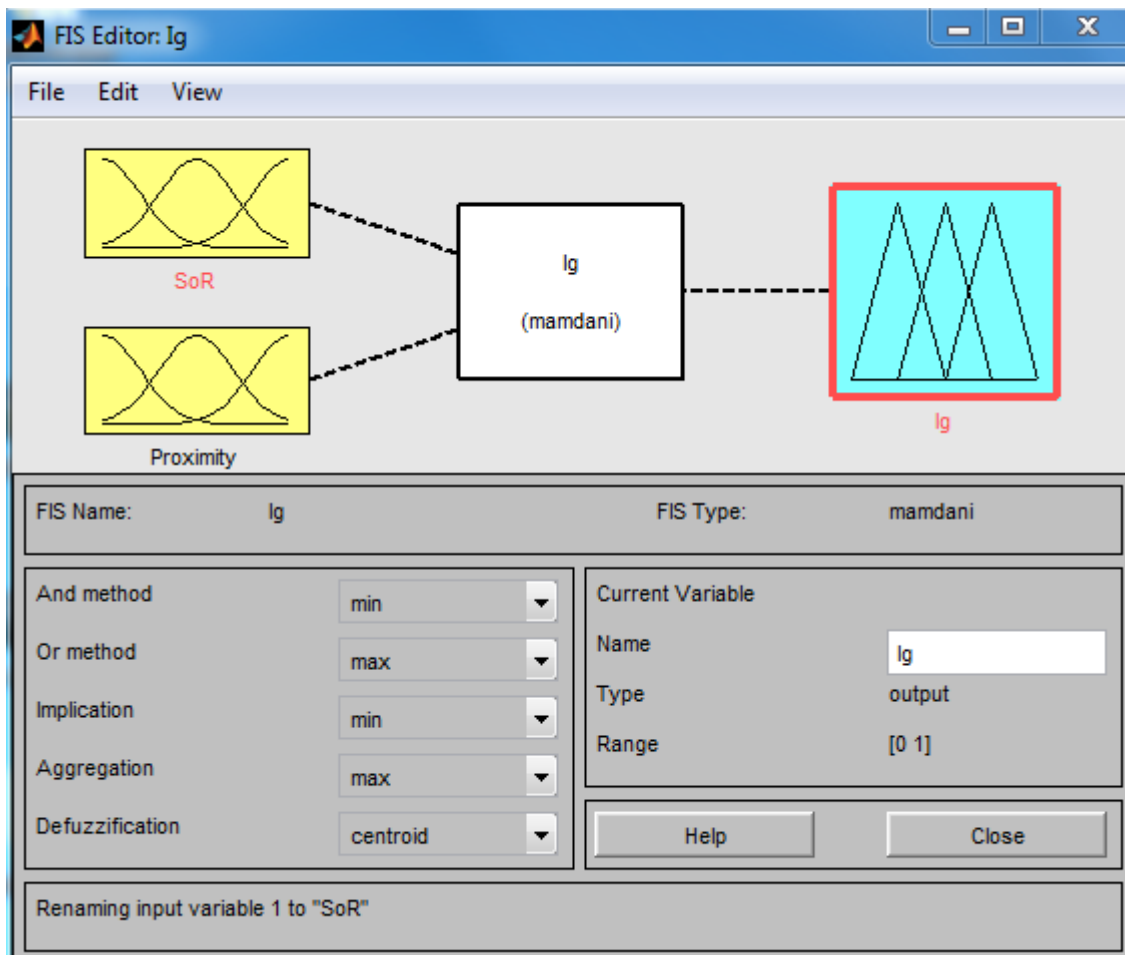 FIS Editor: Ig
File Edit View
SoR
Ig
(mamdani)
Proximity
Ig
FIS Name: Ig FIS Type: mamdani
And method min
Or method max
Implication min
Aggregation max
Defuzzification centroid
Current Variable
Name Ig
Type output
Range [0 1]
Help Close
Renaming input variable 1 to "SoR"